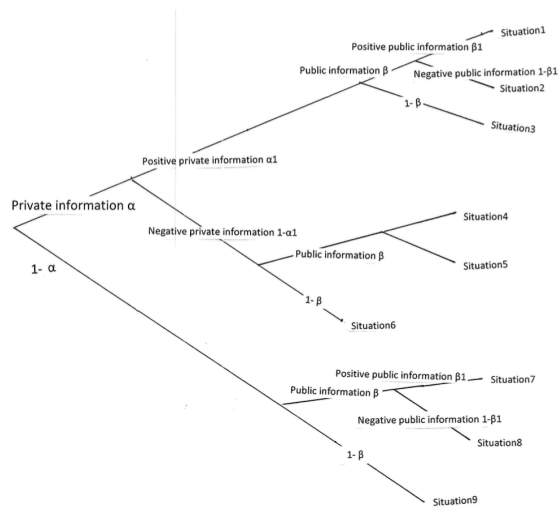 Situation1
Positive public information β1
Public information β
Negative public information 1-β1
Situation2
1- β
Situation3
Positive private information α1
Private information α
Negative private information 1-α1
Situation4
Public information β
Situation5
1- α
1- β
Situation6
Positive public information β1
Situation7
Public information β
Negative public information 1-β1
Situation8
1- β
Situation9